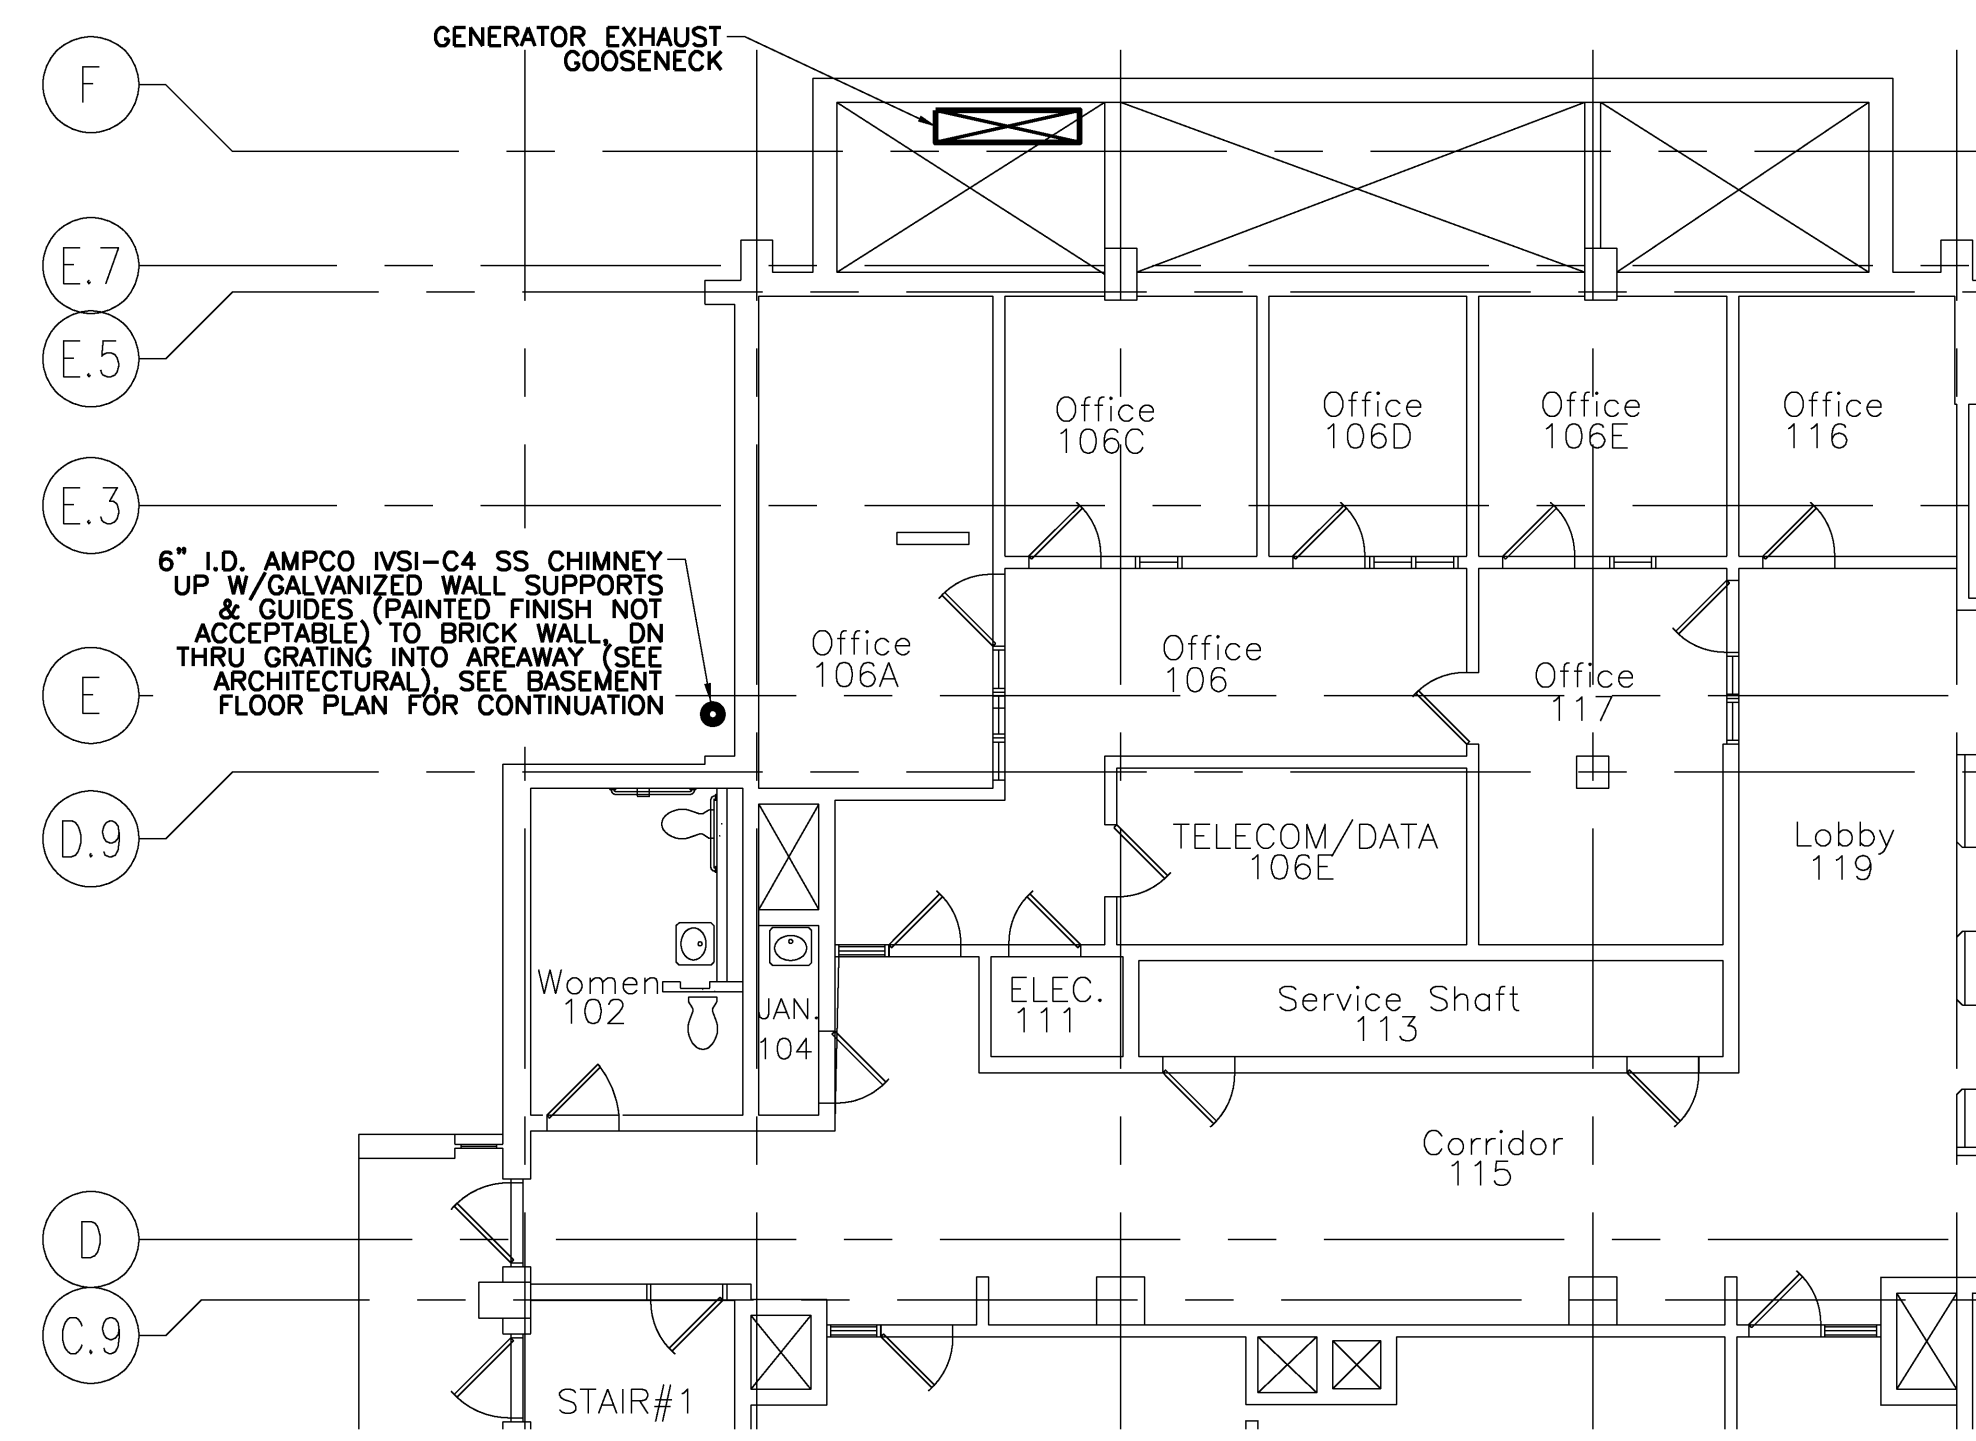 GENERATOR EXHAUST
GOOSENECK
F
E.7
E.5
E.3
E
D.9
D
C.9
6" I.D. AMPCO IVSI-C4 SS CHIMNEY
UP W/GALVANIZED WALL SUPPORTS
& GUIDES (PAINTED FINISH NOT
ACCEPTABLE) TO BRICK WALL, DN
THRU GRATING INTO AREAWAY (SEE
ARCHITECTURAL), SEE BASEMENT
FLOOR PLAN FOR CONTINUATION
Office
106C
Office
106D
Office
106E
Office
116
Office
106A
Office
106
Office
117
TELECOM/DATA
106E
Lobby
119
Women
102
JAN.
104
ELEC.
111
Service Shaft
113
Corridor
115
STAIR#1